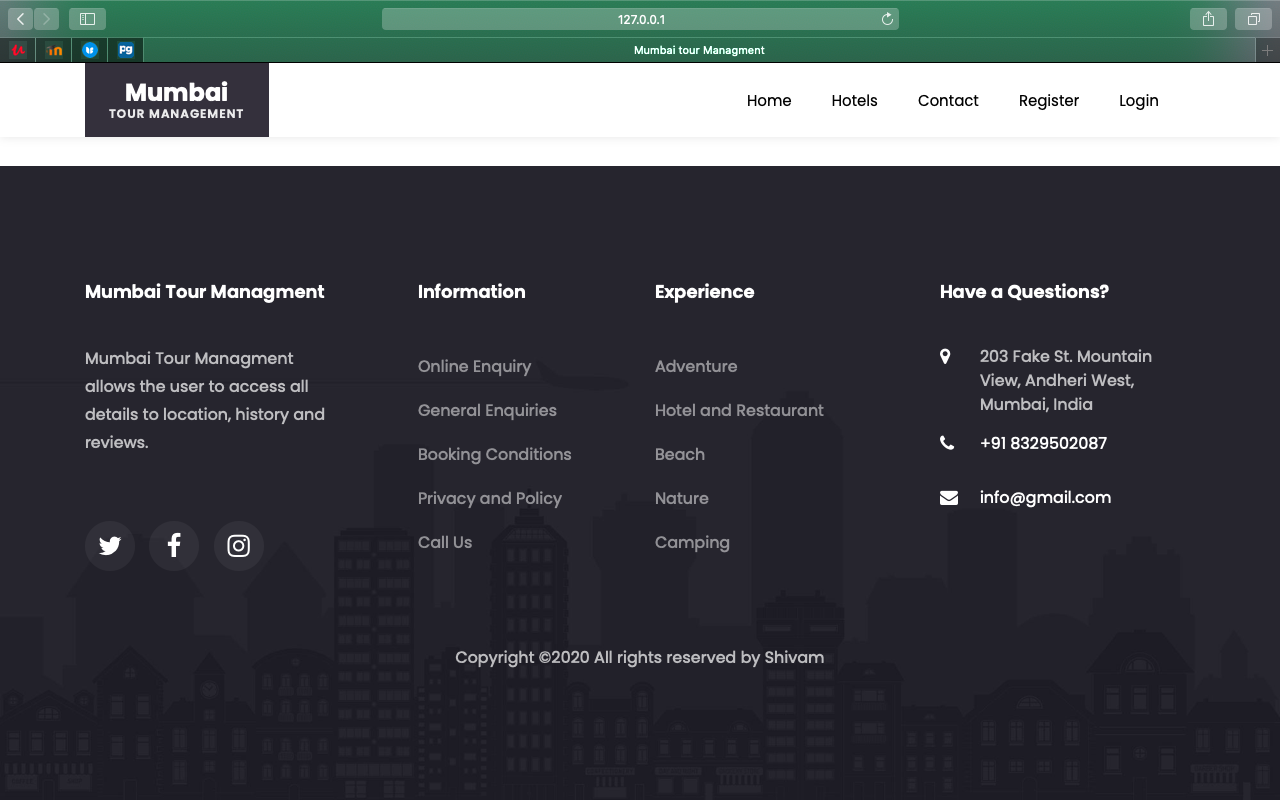 127.0.0.1
in
pg
Mumbai tour Managment
Mumbai
TOUR MANAGEMENT
Home
Hotels
Contact
Register
Login
Mumbai Tour Managment
Mumbai Tour Managment
allows the user to access all
details to location, history and
reviews.
Information
Online Enquiry
General Enquiries
Booking Conditions
Privacy and Policy
Call Us
Experience
Adventure
Hotel and Restaurant
Beach
Nature
Camping
Have a Questions?
203 Fake St. Mountain
View, Andheri West,
Mumbai, India
+91 8329502087
info@gmail.com
Copyright ©2020 All rights reserved by Shivam